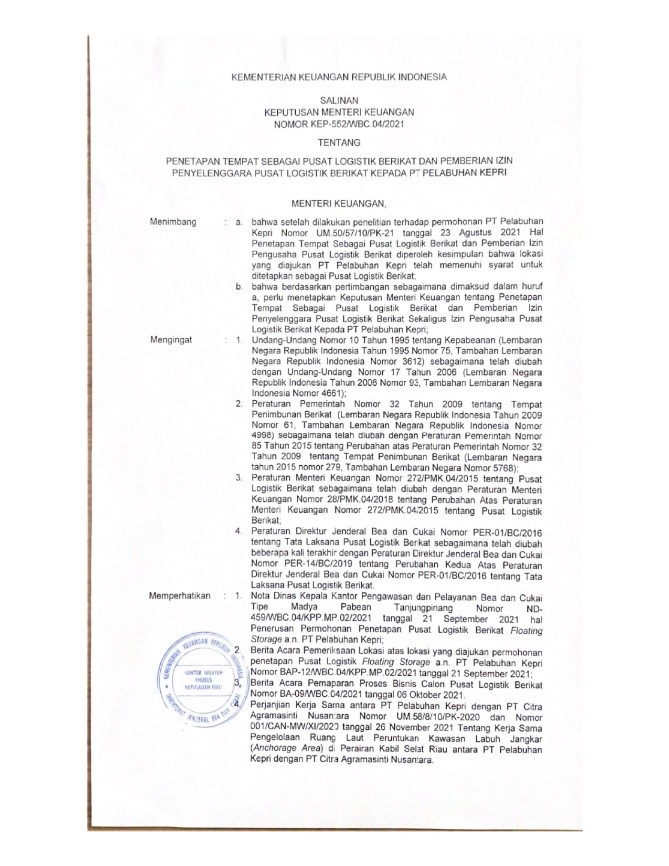 KEMENTERIAN KEUANGAN REPUBLIK INDONESIA
SALINAN
KEPUTUSAN MENTERI KEUANGAN
NOMOR KEP-552/WBC.04/2021
TENTANG
PENETAPAN TEMPAT SEBAGAI PUSAT LOGISTIK BERIKAT DAN PEMBERIAN IZIN
PENYELENGGARA PUSAT LOGISTIK BERIKAT KEPADA PT PELABUHAN KEPRI
MENTERI KEUANGAN,
Menimbang : a. bahwa setelah dilakukan penelitian terhadap permohonan PT Pelabuhan
Kepri Nomor UM.50/57/10/PK-21 tanggal 23 Agustus 2021 Hal
Penetapan Tempat Sebagai Pusat Logistik Berikat dan Pemberian Izin
Pengusaha Pusat Logistik Berikat diperoleh kesimpulan bahwa lokasi
yang diajukan PT Pelabuhan Kepri telah memenuhi syarat untuk
ditetapkan sebagai Pusat Logistik Berikat;
b. bahwa berdasarkan pertimbangan sebagaimana dimaksud dalam huruf
a, perlu menetapkan Keputusan Menteri Keuangan tentang Penetapan
Tempat Sebagai Pusat Logistik Berikat dan Pemberian Izin
Penyelenggara Pusat Logistik Berikat Sekaligus Izin Pengusaha Pusat
Logistik Berikat Kepada PT Pelabuhan Kepri;
Mengingat : 1. Undang-Undang Nomor 10 Tahun 1995 tentang Kepabeanan (Lembaran
Negara Republik Indonesia Tahun 1995 Nomor 75, Tambahan Lembaran
Negara Republik Indonesia Nomor 3612) sebagaimana telah diubah
dengan Undang-Undang Nomor 17 Tahun 2006 (Lembaran Negara
Republik Indonesia Tahun 2006 Nomor 93, Tambahan Lembaran Negara
Indonesia Nomor 4661);
2. Peraturan Pemerintah Nomor 32 Tahun 2009 tentang Tempat
Penimbunan Berikat (Lembaran Negara Republik Indonesia Tahun 2009
Nomor 61, Tambahan Lembaran Negara Republik Indonesia Nomor
4998) sebagaimana telah diubah dengan Peraturan Pemerintah Nomor
85 Tahun 2015 tentang Perubahan atas Peraturan Pemerintah Nomor 32
Tahun 2009 tentang Tempat Penimbunan Berikat (Lembaran Negara
tahun 2015 nomor 279, Tambahan Lembaran Negara Nomor 5768);
3. Peraturan Menteri Keuangan Nomor 272/PMK.04/2015 tentang Pusat
Logistik Berikat sebagaimana telah diubah dengan Peraturan Menteri
Keuangan Nomor 28/PMK.04/2018 tentang Perubahan Atas Peraturan
Menteri Keuangan Nomor 272/PMK.04/2015 tentang Pusat Logistik
Berikat;
4. Peraturan Direktur Jenderal Bea dan Cukai Nomor PER-01/BC/2016
tentang Tata Laksana Pusat Logistik Berikat sebagaimana telah diubah
beberapa kali terakhir dengan Peraturan Direktur Jenderal Bea dan Cukai
Nomor PER-14/BC/2019 tentang Perubahan Kedua Atas Peraturan
Direktur Jenderal Bea dan Cukai Nomor PER-01/BC/2016 tentang Tata
Laksana Pusat Logistik Berikat.
Memperhatikan : 1. Nota Dinas Kepala Kantor Pengawasan dan Pelayanan Bea dan Cukai
Tipe Madya Pabean Tanjungpinang Nomor ND-
459/WBC.04/KPP.MP.02/2021 tanggal 21 September 2021 hal
Penerusan Permohonan Penetapan Pusat Logistik Berikat Floating
Storage a.n. PT Pelabuhan Kepri;
2. Berita Acara Pemeriksaan Lokasi atas lokasi yang diajukan permohonan
penetapan Pusat Logistik Floating Storage a.n. PT Pelabuhan Kepri
Nomor BAP-12/WBC.04/KPP.MP.02/2021 tanggal 21 September 2021;
3. Berita Acara Pemaparan Proses Bisnis Calon Pusat Logistik Berikat
Nomor BA-09/WBC.04/2021 tanggal 06 Oktober 2021.
4. Perjanjian Kerja Sama antara PT Pelabuhan Kepri dengan PT Citra
Agramasinti Nusantara Nomor UM.58/8/10/PK-2020 dan Nomor
001/CAN-MW/XI/2020 tanggal 26 November 2021 Tentang Kerja Sama
Pengelolaan Ruang Laut Peruntukan Kawasan Labuh Jangkar
(Anchorage Area) di Perairan Kabil Selat Riau antara PT Pelabuhan
Kepri dengan PT Citra Agramasinti Nusantara.
KEMENTERIAN KEUANGAN REPUBLIK INDONESIA
KANTOR WILAYAH
KHUSUS
KEPULAUAN RIAU
DIREKTORAT JENDERAL BEA DAN